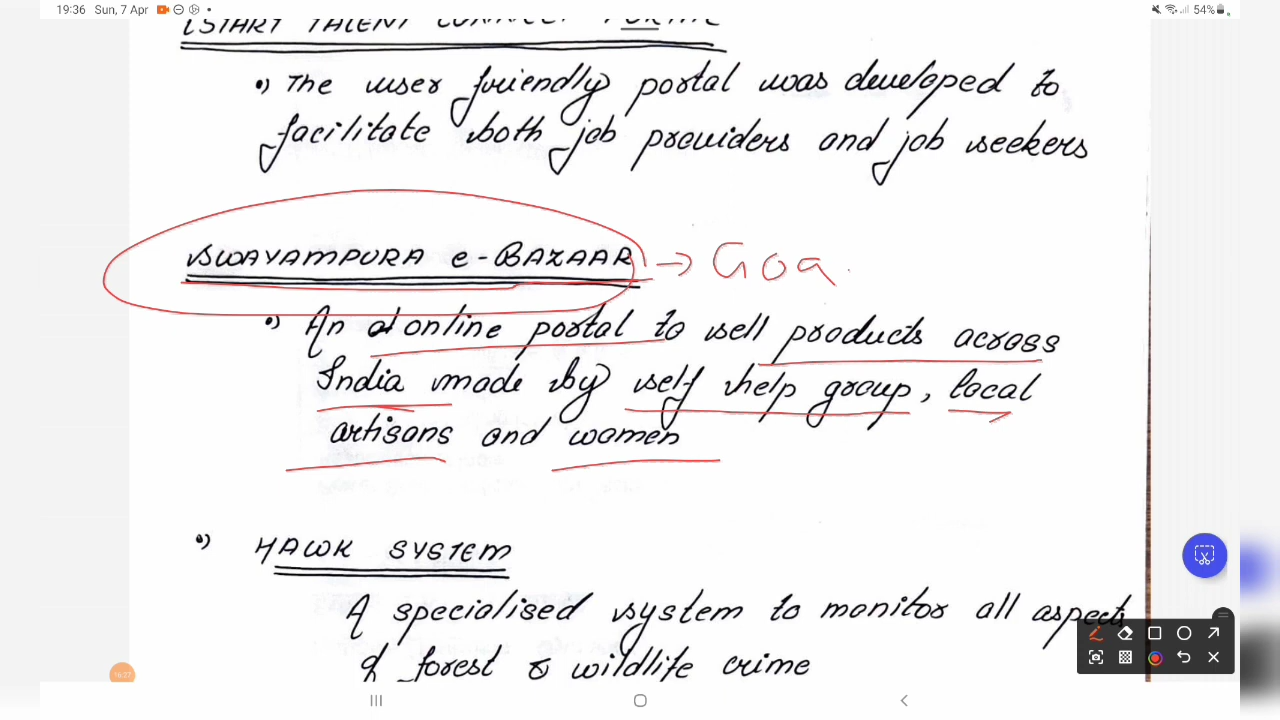 19:36 Sun, 7 Apr
54%
ISTART TALENT CONNECT PORTAL
•) The user friendly portal was developed to
facilitate both job providers and job seekers
SWAYAMPURA e-BAZAAR → Goa
•) An online portal to sell products across
India made by self help group, local
artisans and women
•) HAWK SYSTEM
A specialised system to monitor all aspects
of forest & wildlife crime
16:27